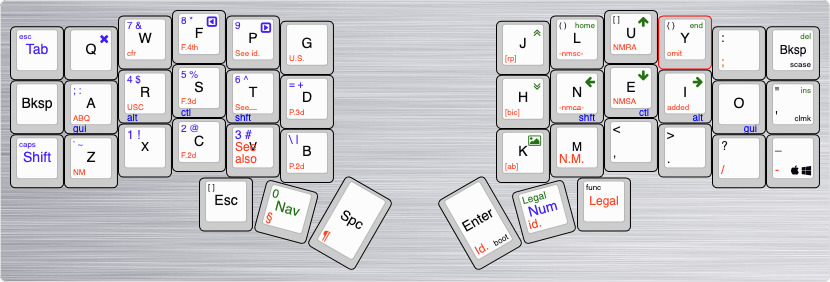 esc
Tab
Q
7 &
W
cfr
8 *
F
F.4th
9
P
See id.
G
U.S.
J
[rp]
( ) home
L
-nmsc-
[ ]
U
NMRA
{ } end
Y
omit
:
;
del
Bksp
scase
Bksp
; :
A
ABQ
gui
4 $
R
USC
alt
5 %
S
F.3d
ctl
6 ^
T
See....
shft
= +
D
P.3d
H
[bic]
N
-nmca-
shft
E
NMSA
ctl
I
added
alt
O
gui
" ins
'
clmk
caps
Shift
` ~
Z
NM
1 !
X
2 @
C
F.2d
3 #
V
See
also
\ |
B
P.2d
K
[ab]
M
N.M.
<
,
>
.
?
/
_
-
[ ]
Esc
0
Nav
§
Spc
¶
Enter
Id. boot
Legal
Num
id.
func
Legal